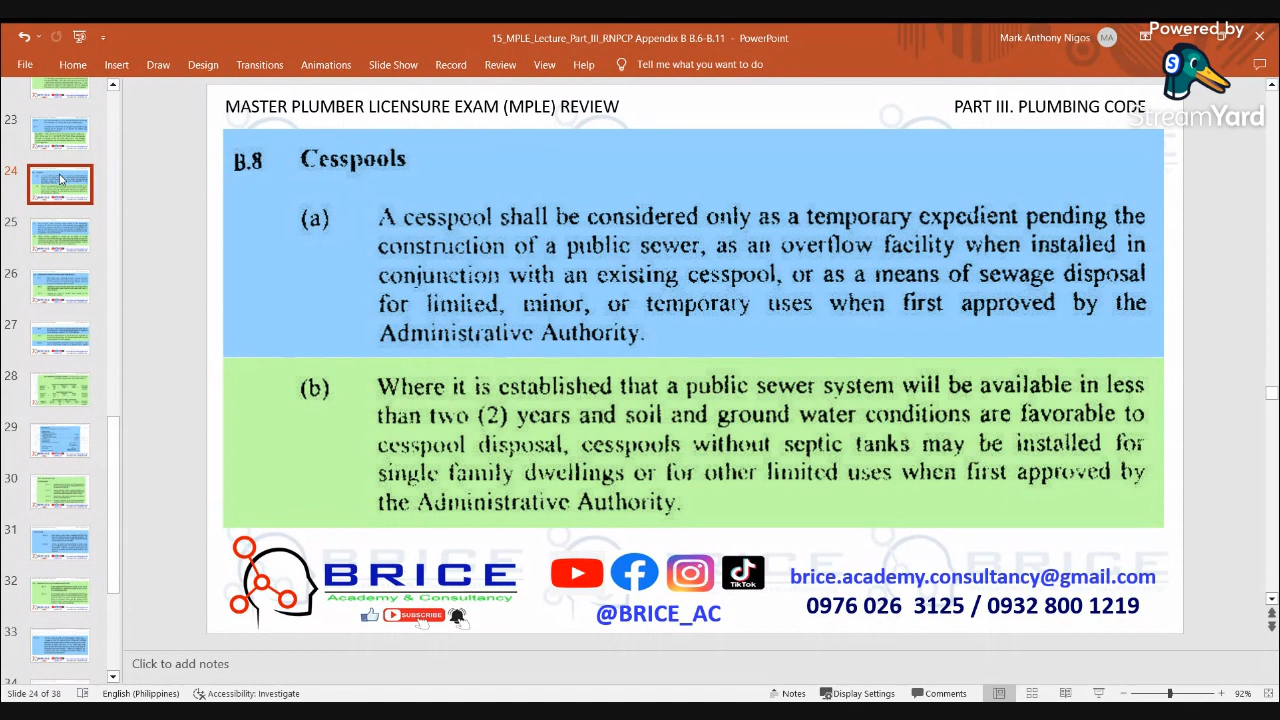 Powered by
StreamYard
15_MPLE_Lecture_Part_III_RNPCP Appendix B B.6-B.11 - PowerPoint
Mark Anthony Nigos
MA
File Home Insert Draw Design Transitions Animations Slide Show Record Review View Help Tell me what you want to do
MASTER PLUMBER LICENSURE EXAM (MPLE) REVIEW
PART III. PLUMBING CODE
B.8 Cesspools
(a) A cesspool shall be considered only as a temporary expedient pending the
construction of a public sewer, as an overflow facility when installed in
conjunction with an existing cesspool, or as a means of sewage disposal
for limited, minor, or temporary uses when first approved by the
Administrative Authority.
(b) Where it is established that a public sewer system will be available in less
than two (2) years and soil and ground water conditions are favorable to
cesspool disposal, cesspools without septic tanks may be installed for
single family dwellings or for other limited uses when first approved by
the Administrative Authority.
BRICE
Academy & Consultancy
SUBSCRIBE
TikTok
@BRICE_AC
brice.academy.consultancy@gmail.com
0976 026 3125 / 0932 800 1219
23
24
25
26
27
28
29
30
31
32
33
Click to add notes
Slide 24 of 38
English (Philippines)
Accessibility: Investigate
Notes
Display Settings
Comments
92%